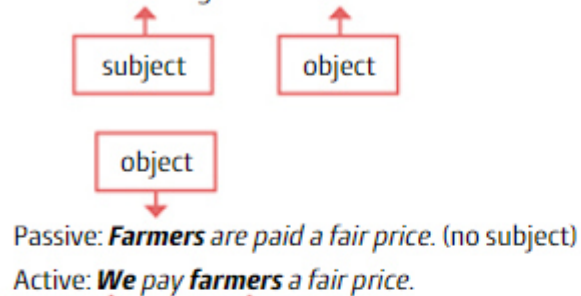 subject object
object
Passive: Farmers are paid a fair price. (no subject)
Active: We pay farmers a fair price.